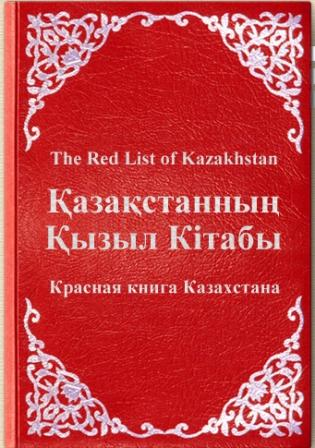 The Red List of Kazakhstan
Қазақстанның
Қызыл Кітабы
Красная книга Казахстана